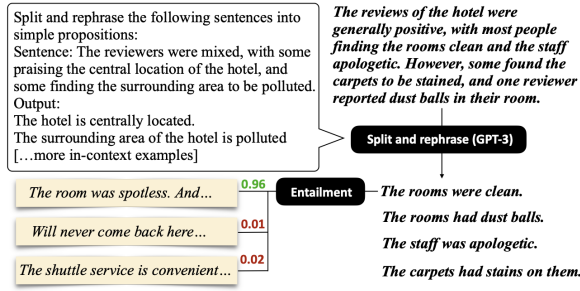 Split and rephrase the following sentences into
simple propositions:
Sentence: The reviewers were mixed, with some
praising the central location of the hotel, and
some finding the surrounding area to be polluted.
Output:
The hotel is centrally located.
The surrounding area of the hotel is polluted
[…more in-context examples]
The reviews of the hotel were
generally positive, with most people
finding the rooms clean and the staff
apologetic. However, some found the
carpets to be stained, and one reviewer
reported dust balls in their room.
Split and rephrase (GPT-3)
The room was spotless. And…
0.96
Entailment
The rooms were clean.
The rooms had dust balls.
Will never come back here…
0.01
The staff was apologetic.
The shuttle service is convenient…
0.02
The carpets had stains on them.